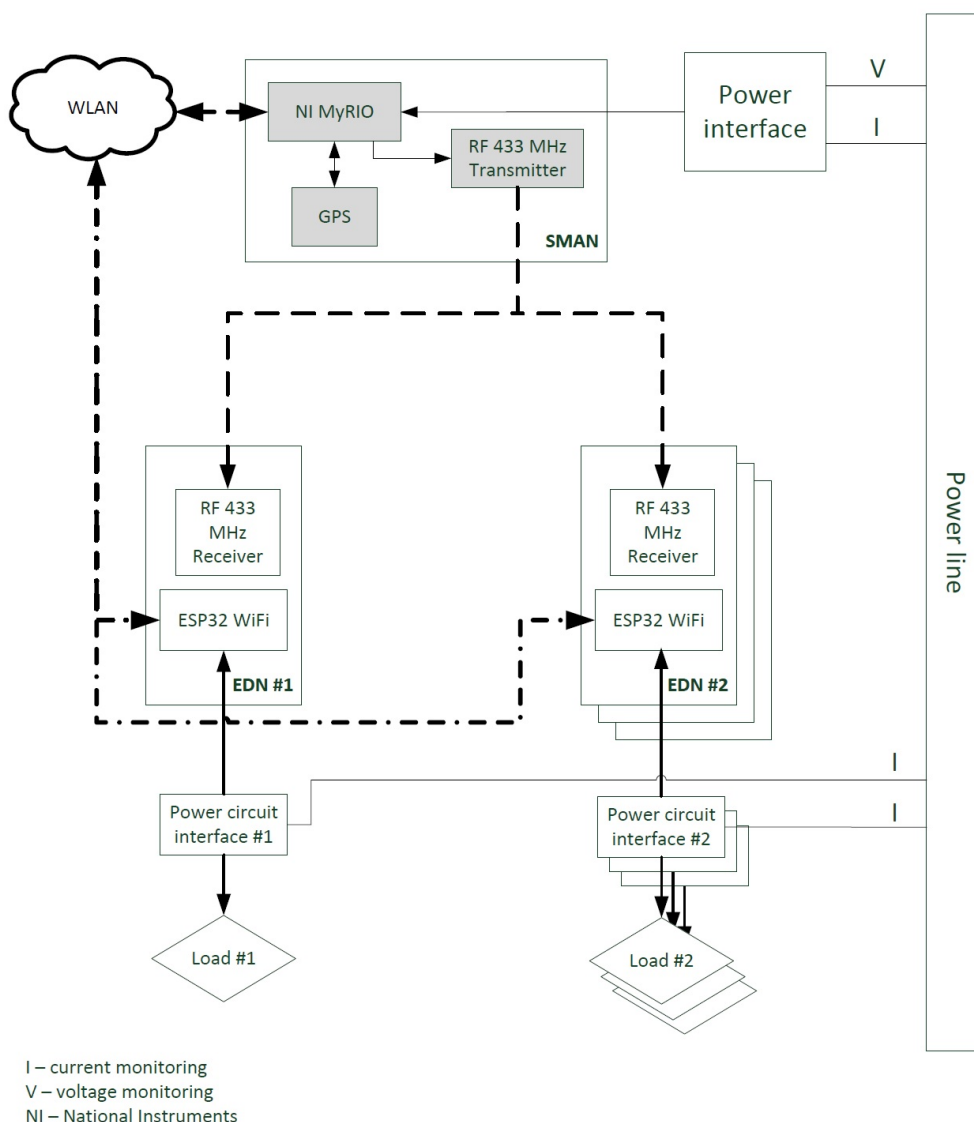 WLAN
NI MyRIO
RF 433 MHz
Transmitter
GPS
SMAN
Power
interface
V
I
Power line
RF 433
MHz
Receiver
ESP32 WiFi
EDN #1
RF 433
MHz
Receiver
ESP32 WiFi
EDN #2
I
I
Power circuit
interface #1
Power circuit
interface #2
Load #1
Load #2
I – current monitoring
V – voltage monitoring
NI – National Instruments